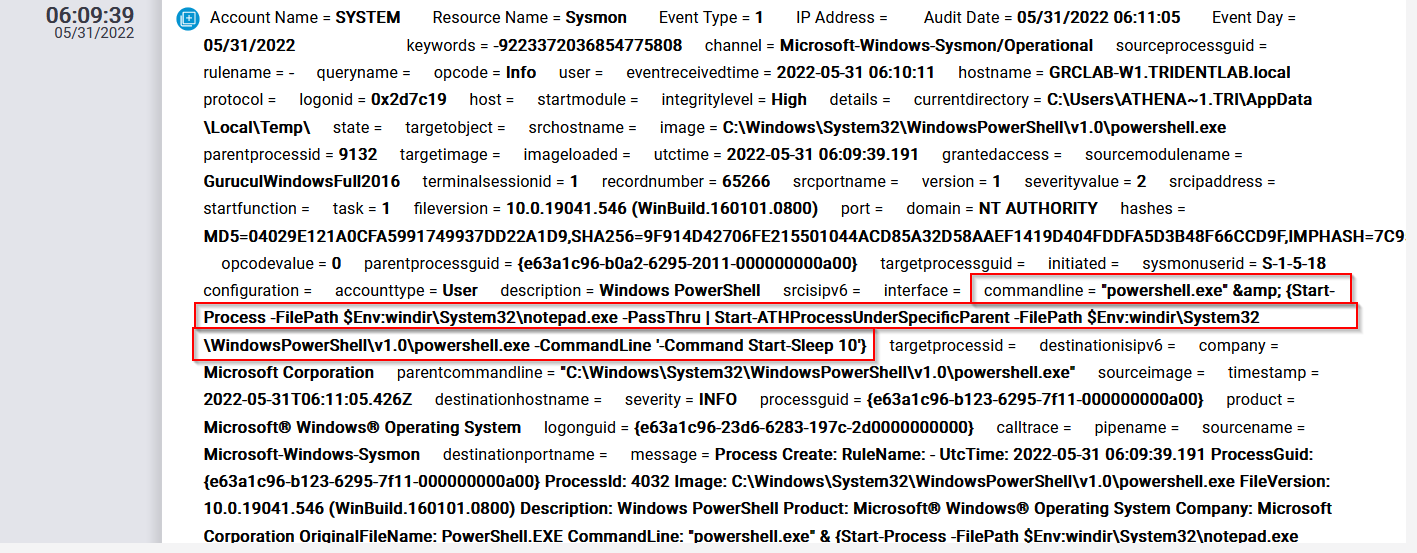 06:09:39
05/31/2022
Account Name = SYSTEM Resource Name = Sysmon Event Type = 1 IP Address = Audit Date = 05/31/2022 06:11:05 Event Day =
05/31/2022 keywords = -9223372036854775808 channel = Microsoft-Windows-Sysmon/Operational sourceprocessguid =
rulename = - queryname = opcode = Info user = eventreceivedtime = 2022-05-31 06:10:11 hostname = GRCLAB-W1.TRIDENTLAB.local
protocol = logonid = 0x2d7c19 host = startmodule = integritylevel = High details = currentdirectory = C:\Users\ATHENA~1.TRI\AppData
\Local\Temp\ state = targetobject = srchostname = image = C:\Windows\System32\WindowsPowerShell\v1.0\powershell.exe
parentprocessid = 9132 targetimage = imageloaded = utctime = 2022-05-31 06:09:39.191 grantedaccess = sourcemodulename =
GuruculWindowsFull2016 terminalsessionid = 1 recordnumber = 65266 srcportname = version = 1 severityvalue = 2 srcipaddress =
startfunction = task = 1 fileversion = 10.0.19041.546 (WinBuild.160101.0800) port = domain = NT AUTHORITY hashes =
MD5=04029E121A0CFA5991749937DD22A1D9,SHA256=9F914D42706FE215501044ACD85A32D58AAEF1419D404FDDFA5D3B48F66CCD9F,IMPHASH=7C9
opcodevalue = 0 parentprocessguid = {e63a1c96-b0a2-6295-2011-000000000a00} targetprocessguid = initiated = sysmonuserid = S-1-5-18
configuration = accounttype = User description = Windows PowerShell srcisipv6 = interface = commandline = "powershell.exe" &amp; {Start-
Process -FilePath $Env:windir\System32\notepad.exe -PassThru | Start-ATHProcessUnderSpecificParent -FilePath $Env:windir\System32
\WindowsPowerShell\v1.0\powershell.exe -CommandLine '-Command Start-Sleep 10'} targetprocessid = destinationisipv6 = company =
Microsoft Corporation parentcommandline = "C:\Windows\System32\WindowsPowerShell\v1.0\powershell.exe" sourceimage = timestamp =
2022-05-31T06:11:05.426Z destinationhostname = severity = INFO processguid = {e63a1c96-b123-6295-7f11-000000000a00} product =
Microsoft® Windows® Operating System logonguid = {e63a1c96-23d6-6283-197c-2d0000000000} calltrace = pipename = sourcename =
Microsoft-Windows-Sysmon destinationportname = message = Process Create: RuleName: - UtcTime: 2022-05-31 06:09:39.191 ProcessGuid:
{e63a1c96-b123-6295-7f11-000000000a00} ProcessId: 4032 Image: C:\Windows\System32\WindowsPowerShell\v1.0\powershell.exe FileVersion:
10.0.19041.546 (WinBuild.160101.0800) Description: Windows PowerShell Product: Microsoft® Windows® Operating System Company: Microsoft
Corporation OriginalFileName: PowerShell.EXE CommandLine: "powershell.exe" & {Start-Process -FilePath $Env:windir\System32\notepad.exe